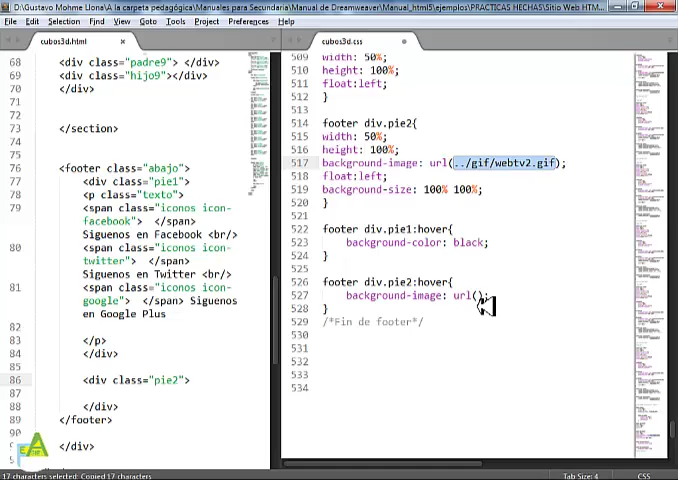 D:\Gustavo Mohme Llona\A la carpeta pedagógica\Manuales para Secundaria\Manual de Dreamweaver\Manual_html5\ejemplos\PRACTICAS HECHAS\Sitio Web HTM...
File Edit Selection Find View Goto Tools Project Preferences Help
cubos3d.html
68 <div class="padre9"> </div>
69 <div class="hijo9"></div>
70 </div>
71
72
73 </section>
74
75
76 <footer class="abajo">
77 <div class="pie1">
78 <p class="texto">
79 <span class="iconos icon-
facebook"> </span>
Siguenos en Facebook <br/>
80 <span class="iconos icon-
twitter"> </span>
Siguenos en Twitter <br/>
81 <span class="iconos icon-
google"> </span> Siguenos
en Google Plus
82
83 </p>
84 </div>
85
86 <div class="pie2">
87
88 </div>
89 </footer>
</div>
cubos3d.css
509 width: 50%;
510 height: 100%;
511 float:left;
512 }
513
514 footer div.pie2{
515 width: 50%;
516 height: 100%;
517 background-image: url(../gif/webtv2.gif);
518 float:left;
519 background-size: 100% 100%;
520 }
521
522 footer div.pie1:hover{
523 background-color: black;
524 }
525
526 footer div.pie2:hover{
527 background-image: url();
528 }
529 /*Fin de footer*/
530
531
532
533
534
17 characters selected: Copied 17 characters
Tab Size: 4
CSS